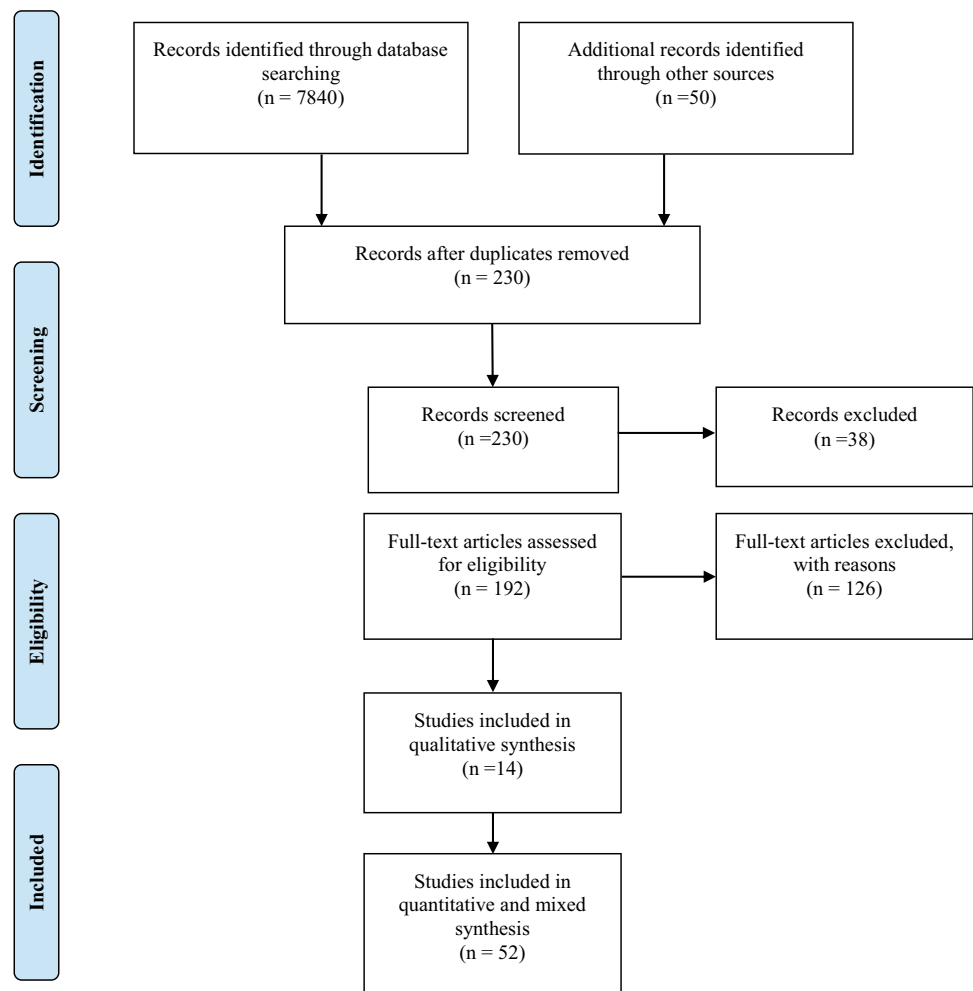 Identification
Records identified through database
searching
(n = 7840)
Additional records identified
through other sources
(n =50)
Records after duplicates removed
(n = 230)
Screening
Records screened
(n =230)
Records excluded
(n =38)
Eligibility
Full-text articles assessed
for eligibility
(n = 192)
Full-text articles excluded,
with reasons
(n = 126)
Studies included in
qualitative synthesis
(n =14)
Included
Studies included in
quantitative and mixed
synthesis
(n = 52)